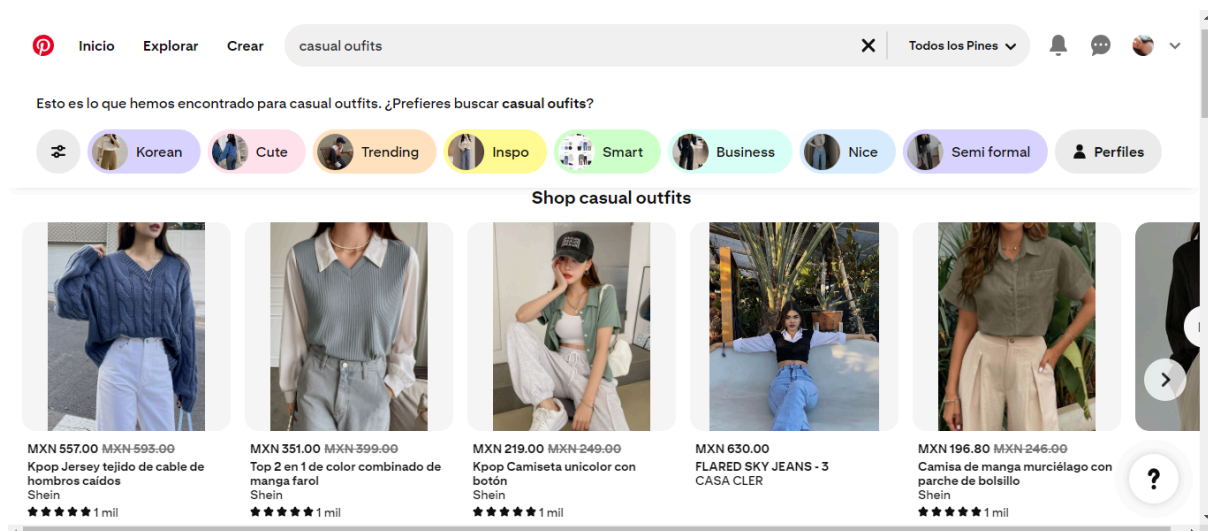 Inicio Explorar Crear casual oufits Todos los Pines
Esto es lo que hemos encontrado para casual outfits. ¿Prefieres buscar casual oufits?
Korean Cute Trending Inspo Smart Business Nice Semi formal Perfiles
Shop casual outfits
MXN 557.00 MXN 593.00
Kpop Jersey tejido de cable de
hombros caídos
Shein
1 mil
MXN 351.00 MXN 399.00
Top 2 en 1 de color combinado de
manga farol
Shein
1 mil
MXN 219.00 MXN 249.00
Kpop Camiseta unicolor con
botón
Shein
1 mil
MXN 630.00
FLARED SKY JEANS - 3
CASA CLER
MXN 196.80 MXN 246.00
Camisa de manga murciélago con
parche de bolsillo
Shein
1 mil
?